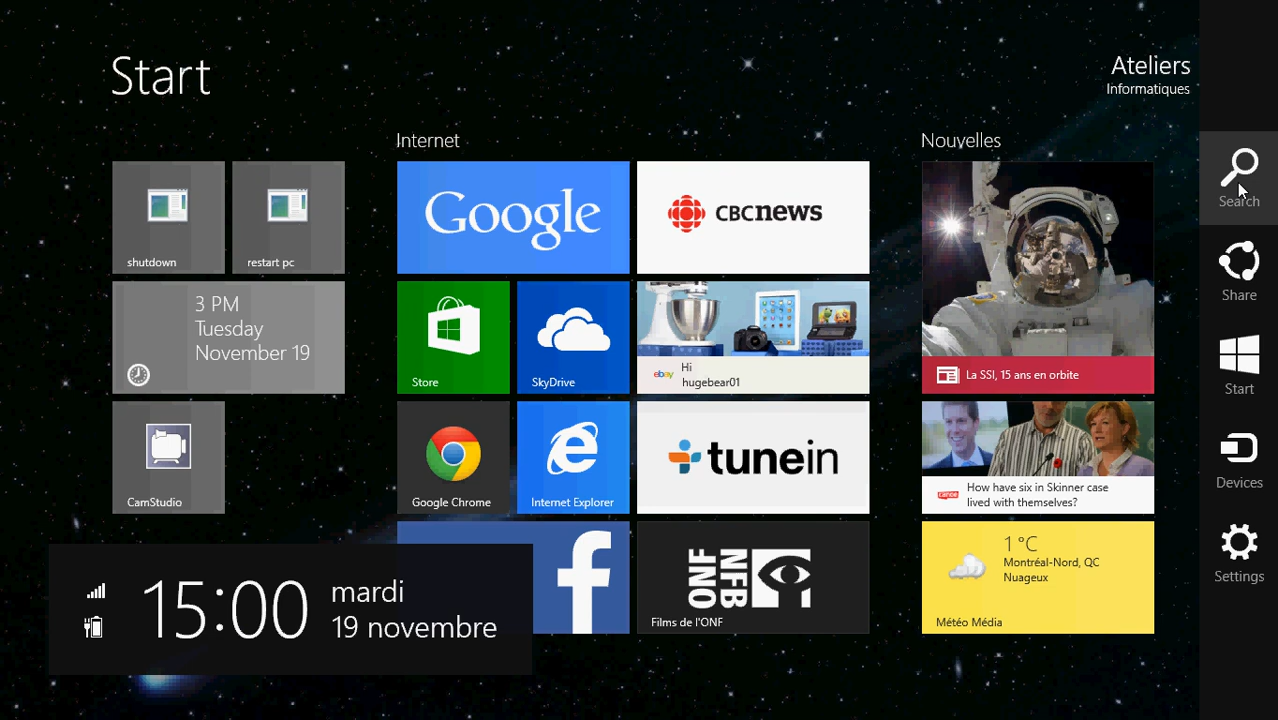 Start
Ateliers
Informatiques
Internet
Nouvelles
shutdown
restart pc
3 PM
Tuesday
November 19
CamStudio
Google
CBCNEWS
Store
SkyDrive
ebay
Hi
hugebear01
Google Chrome
Internet Explorer
tunein
f
ONF
NFB
Films de l'ONF
La SSI, 15 ans en orbite
canoe
How have six in Skinner case
lived with themselves?
1 °C
Montréal-Nord, QC
Nuageux
Météo Média
15:00
mardi
19 novembre
Search
Share
Start
Devices
Settings